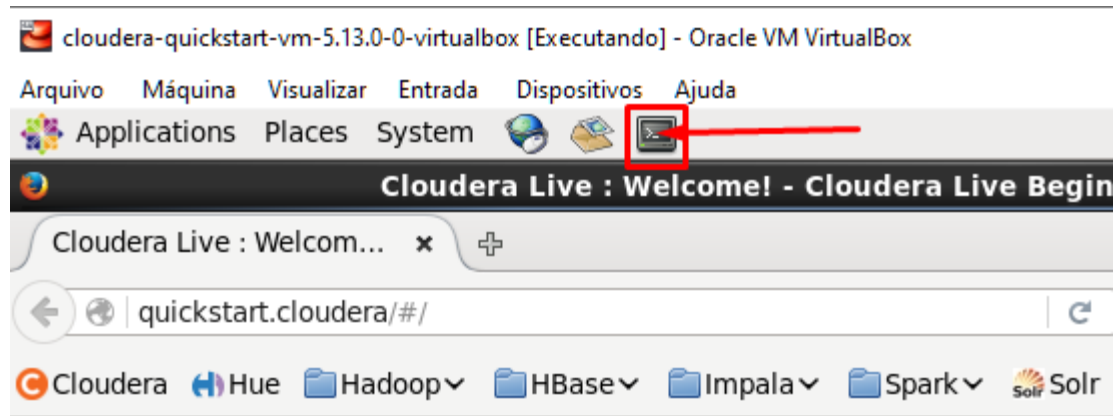 cloudera-quickstart-vm-5.13.0-0-virtualbox [Executando] - Oracle VM VirtualBox
Arquivo Máquina Visualizar Entrada Dispositivos Ajuda
Applications Places System
Cloudera Live : Welcome! - Cloudera Live Begin
Cloudera Live : Welcom...
quickstart.cloudera/#/
Cloudera Hue Hadoop HBase Impala Spark Solr Solr